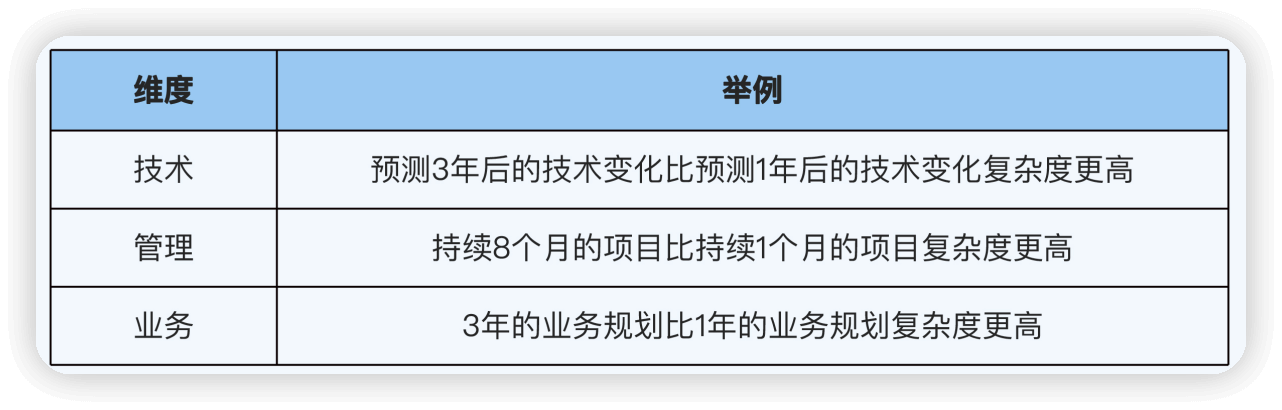 维度 举例
技术 预测3年后的技术变化比预测1年后的技术变化复杂度更高
管理 持续8个月的项目比持续1个月的项目复杂度更高
业务 3年的业务规划比1年的业务规划复杂度更高